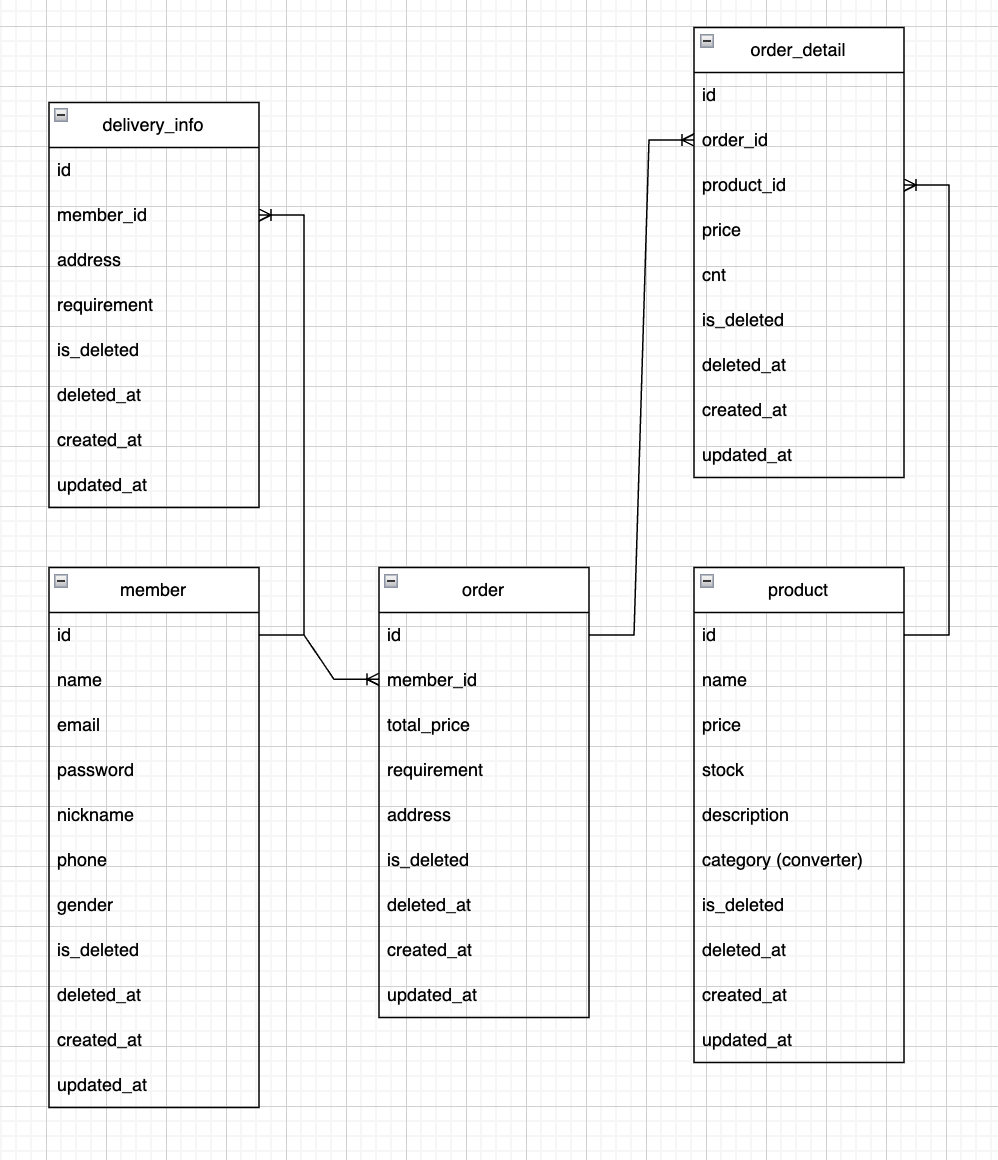 order_detail
id
order_id
product_id
price
cnt
is_deleted
deleted_at
created_at
updated_at
delivery_info
id
member_id
address
requirement
is_deleted
deleted_at
created_at
updated_at
member
id
name
email
password
nickname
phone
gender
is_deleted
deleted_at
created_at
updated_at
order
id
member_id
total_price
requirement
address
is_deleted
deleted_at
created_at
updated_at
product
id
name
price
stock
description
category (converter)
is_deleted
deleted_at
created_at
updated_at